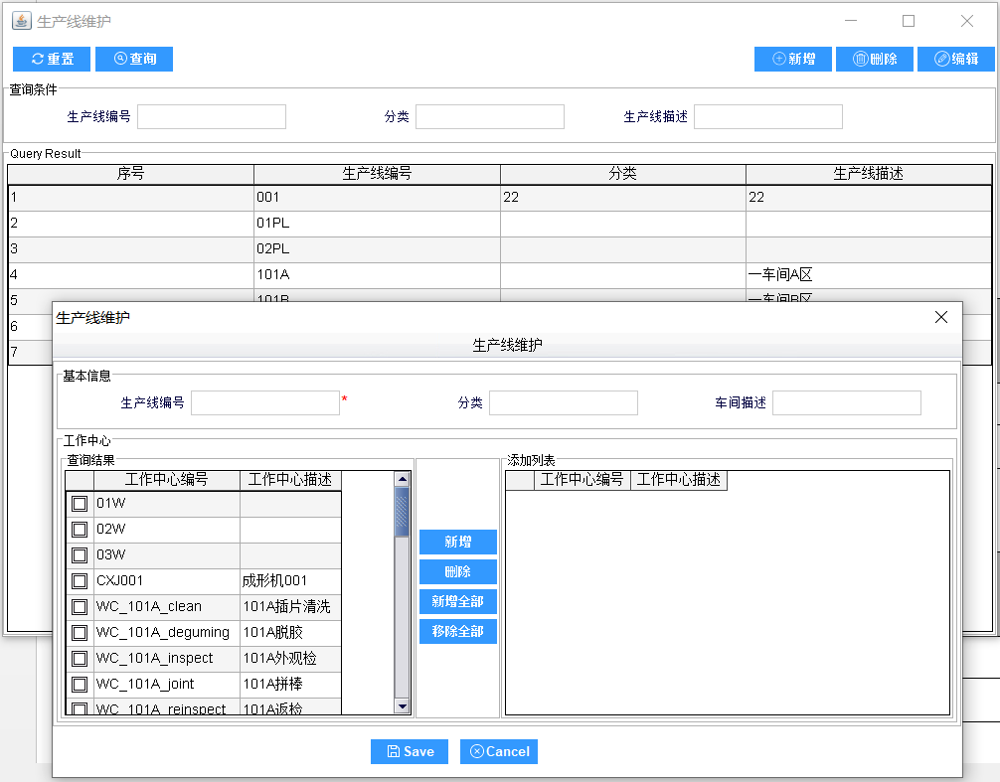 生产线维护
重置 查询 新增 删除 编辑
查询条件
生产线编号 分类 生产线描述
Query Result
序号 生产线编号 分类 生产线描述
1 001 22 22
2 01PL
3 02PL
4 101A 一车间A区
5 101B 一车间B区
6
7
生产线维护
生产线维护
基本信息
生产线编号 * 分类 车间描述
工作中心
查询结果 添加列表
工作中心编号 工作中心描述 工作中心编号 工作中心描述
01W
02W
03W
CXJ001 成形机001
WC_101A_clean 101A插片清洗
WC_101A_deguming 101A脱胶
WC_101A_inspect 101A外观检
WC_101A_joint 101A拼棒
WC_101A_reinspect 101A返检
新增
删除
新增全部
移除全部
Save Cancel